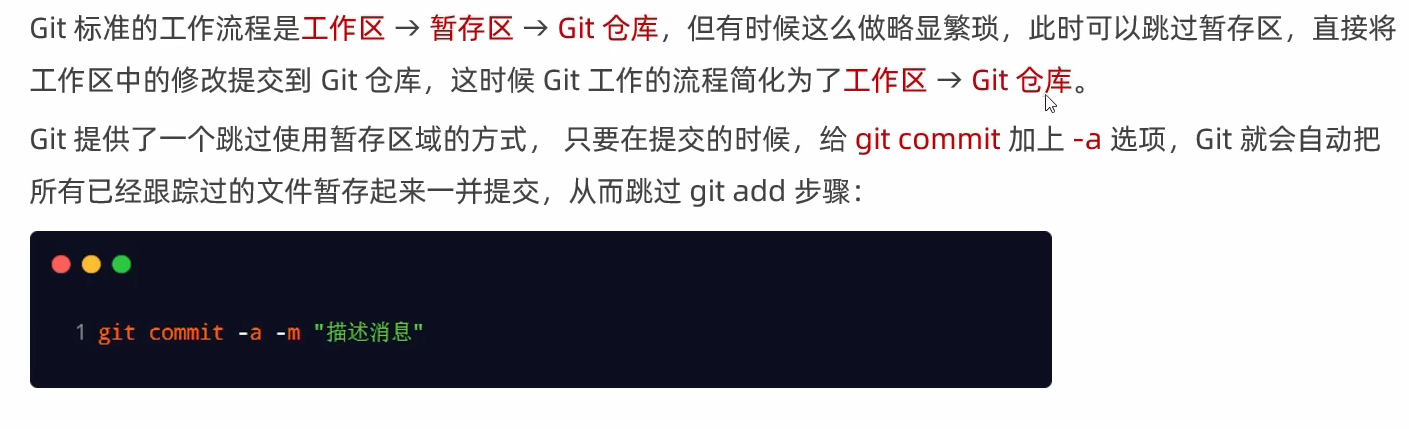 Git 标准的工作流程是工作区 → 暂存区 → Git 仓库，但有时候这么做略显繁琐，此时可以跳过暂存区，直接将
工作区中的修改提交到 Git 仓库，这时候 Git 工作的流程简化为了工作区 → Git 仓库。
Git 提供了一个跳过使用暂存区域的方式， 只要在提交的时候，给 git commit 加上 -a 选项，Git 就会自动把
所有已经跟踪过的文件暂存起来一并提交，从而跳过 git add 步骤：
1 git commit -a -m "描述消息"